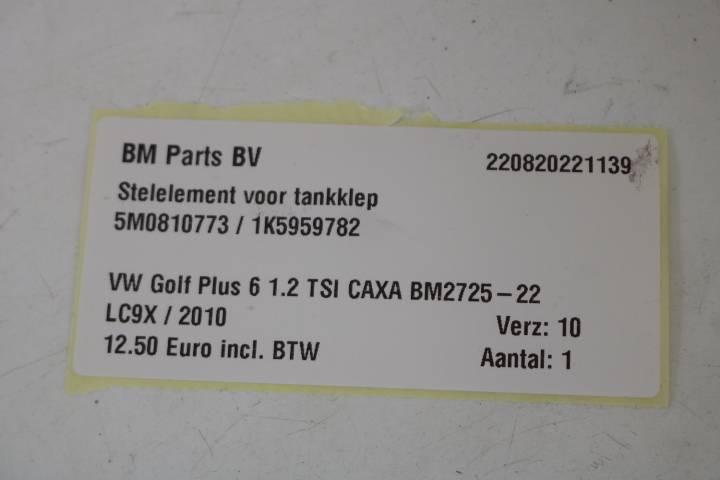 BM Parts BV 220820221139
Stelelement voor tankklep
5M0810773 / 1K5959782
VW Golf Plus 6 1.2 TSI CAXA BM2725-22
LC9X / 2010 Verz: 10
12.50 Euro incl. BTW Aantal: 1